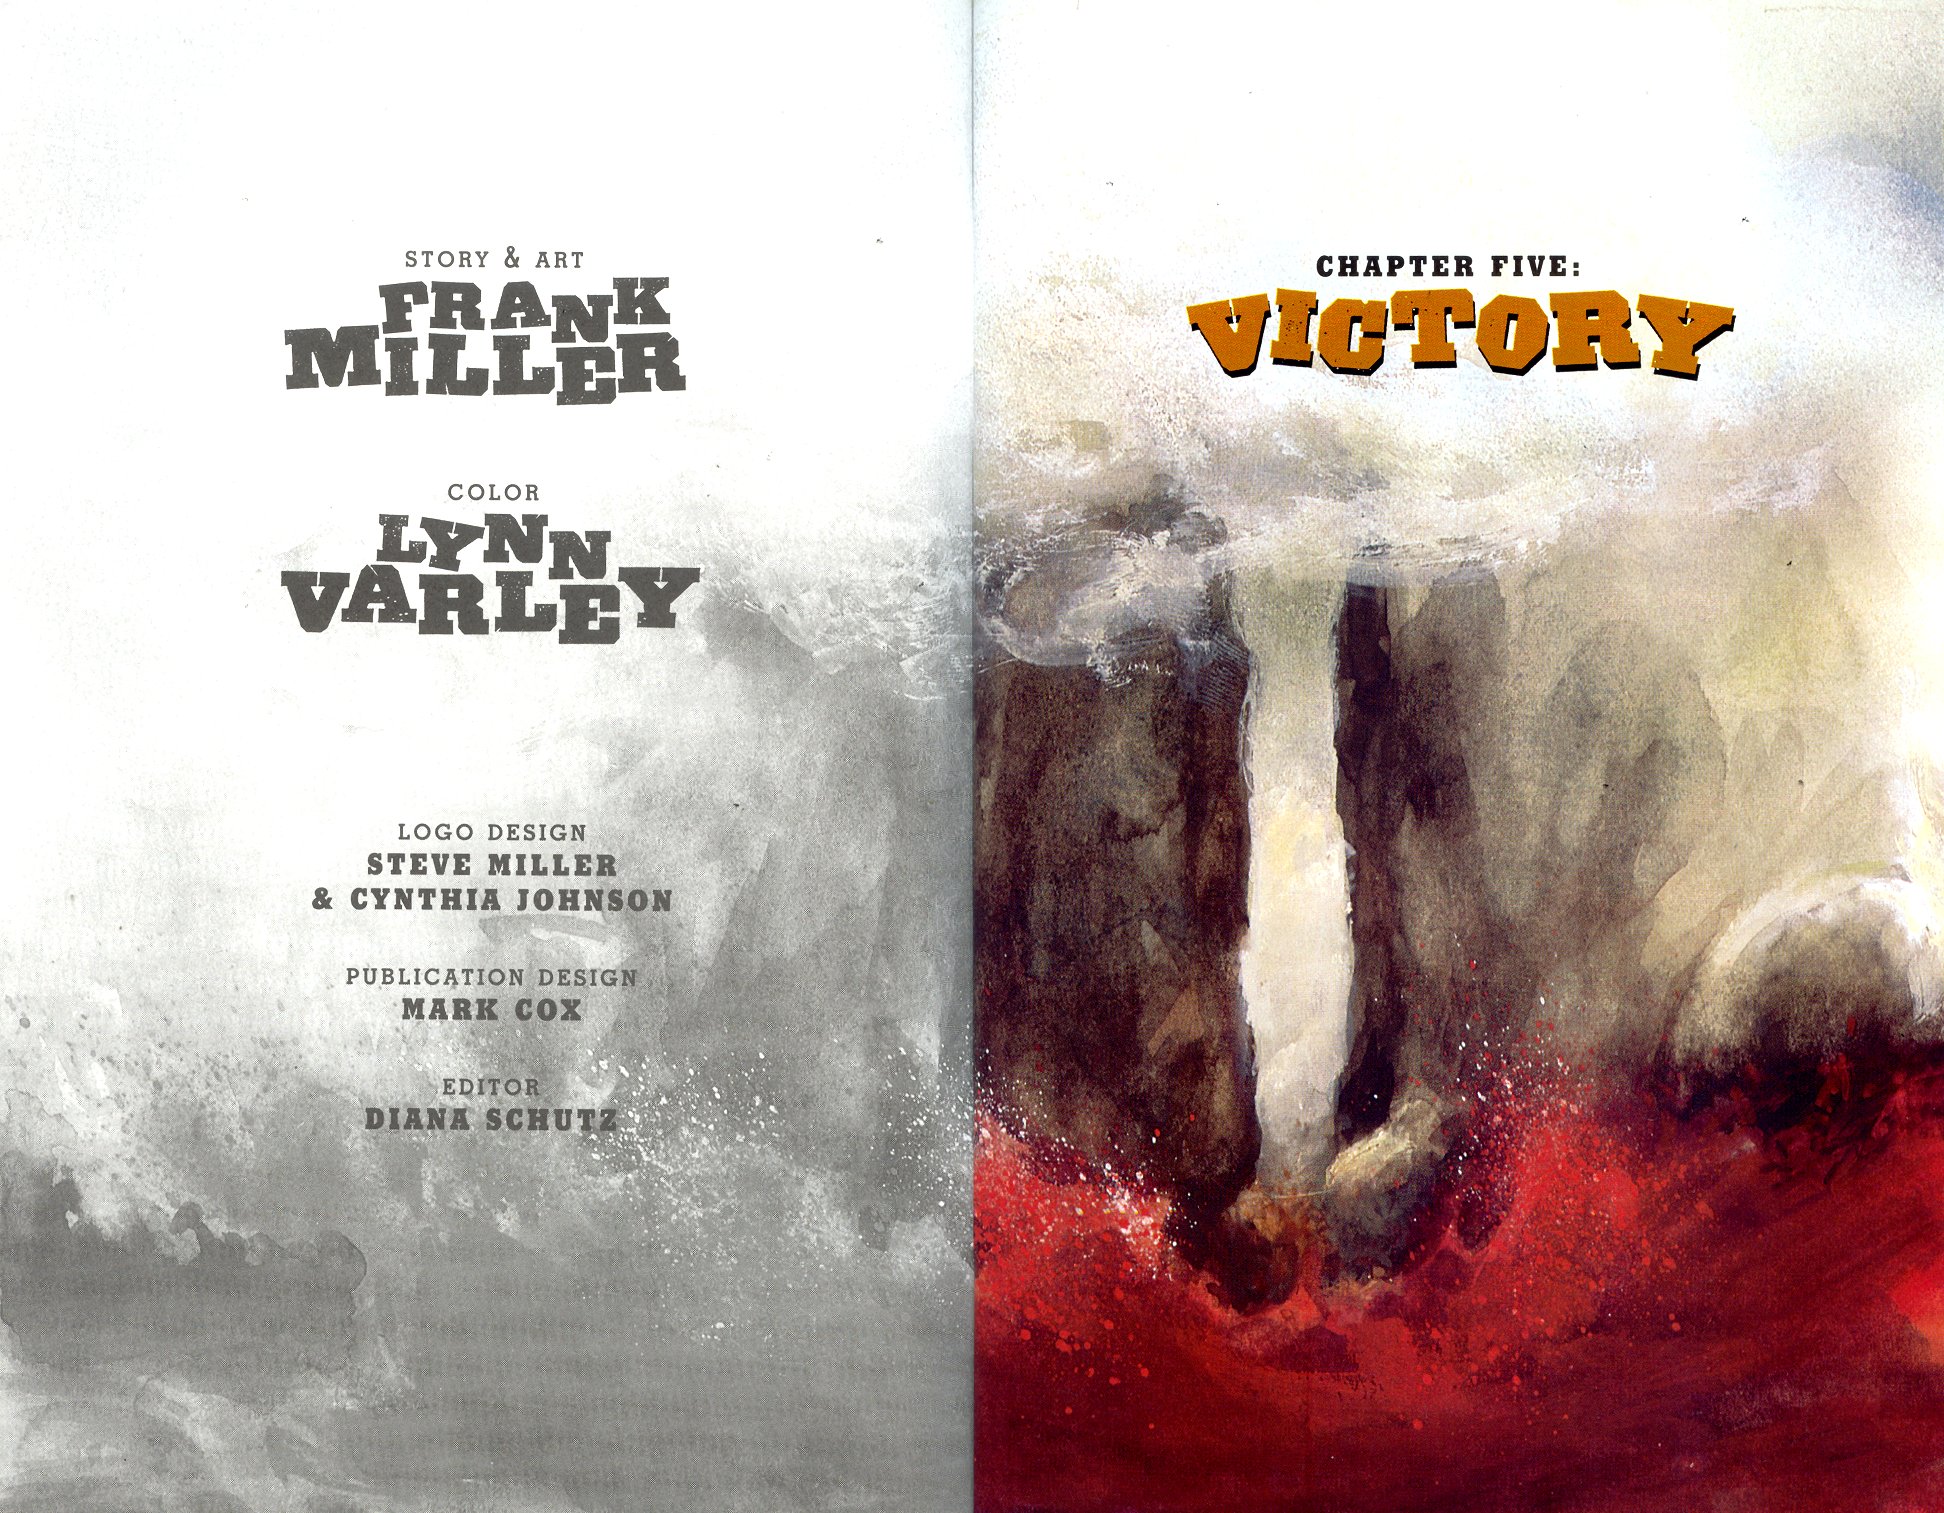 STORY & ART
FRANK
MILLER
COLOR
LYNN
VARLEY
LOGO DESIGN
STEVE MILLER
& CYNTHIA JOHNSON
PUBLICATION DESIGN
MARK COX
EDITOR
DIANA SCHUTZ
CHAPTER FIVE:
VICTORY